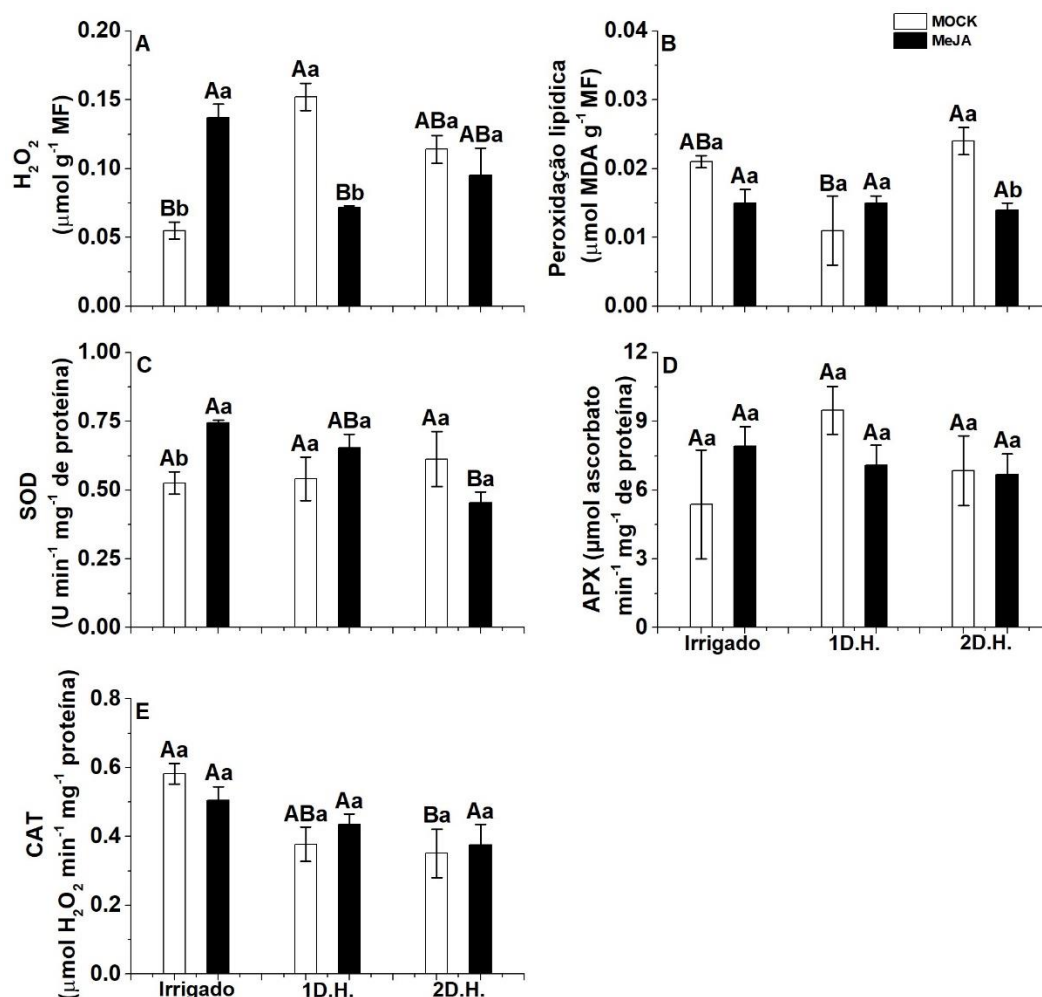 MOCK
MeJA
A
H₂O₂
(µmol g⁻¹ MF)
0.20
0.15
0.10
0.05
0.00
Bb
Aa
Aa
Bb
ABa
ABa
B
Peroxidação lipídica
(µmol MDA g⁻¹ MF)
0.04
0.03
0.02
0.01
0.00
ABa
Aa
Ba
Aa
Aa
Ab
C
SOD
(U min⁻¹ mg⁻¹ de proteína)
1.00
0.75
0.50
0.25
0.00
Ab
Aa
Aa
ABa
Aa
Ba
D
APX (µmol ascorbato
min⁻¹ mg⁻¹ de proteína)
12
9
6
3
0
Aa
Aa
Aa
Aa
Aa
Aa
Irrigado 1D.H. 2D.H.
E
CAT
(µmol H₂O₂ min⁻¹ mg⁻¹ proteína)
0.8
0.6
0.4
0.2
0.0
Aa
Aa
ABa
Aa
Ba
Aa
Irrigado 1D.H. 2D.H.